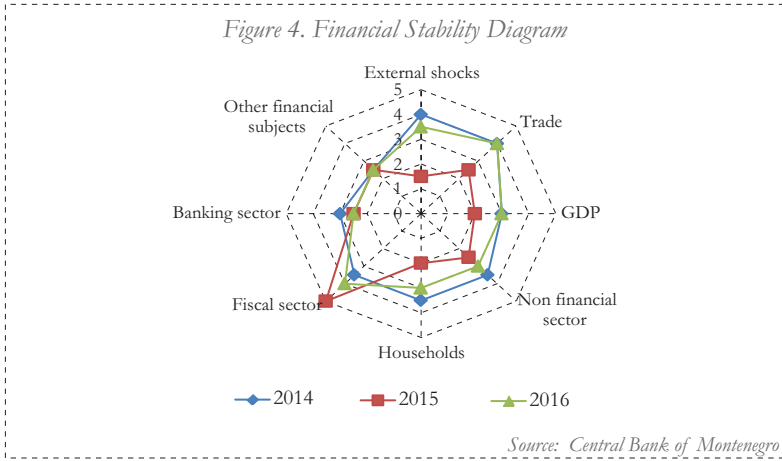 Figure 4. Financial Stability Diagram
External shocks
5
4
3
2
1
0
Trade
GDP
Non financial
sector
Households
Fiscal sector
Banking sector
Other financial
subjects
2014
2015
2016
Source: Central Bank of Montenegro